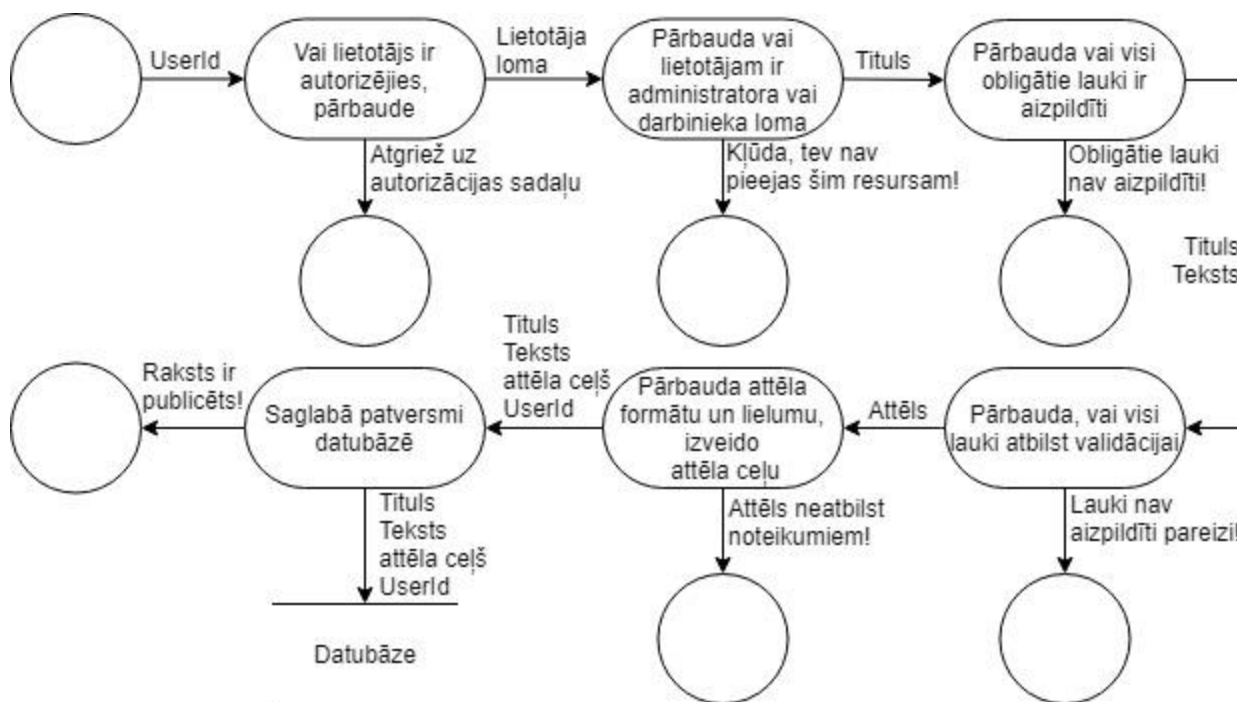 UserId
Vai lietotājs ir
autorizējies,
pārbaude
Lietotāja
loma
Pārbauda vai
lietotājam ir
administratora vai
darbinieka loma
Tituls
Pārbauda vai visi
obligātie lauki ir
aizpildīti
Atgriež uz
autorizācijas sadaļu
Kļūda, tev nav
pieejas šim resursam!
Obligātie lauki
nav aizpildīti!
Tituls
Teksts
Pārbauda, vai visi
lauki atbilst validācijai
Attēls
Pārbauda attēla
formātu un lielumu,
izveido
attēla ceļu
Tituls
Teksts
attēla ceļš
UserId
Saglabā patversmi
datubāzē
Raksts ir
publicēts!
Lauki nav
aizpildīti pareizi!
Attēls neatbilst
noteikumiem!
Tituls
Teksts
attēla ceļš
UserId
Datubāze